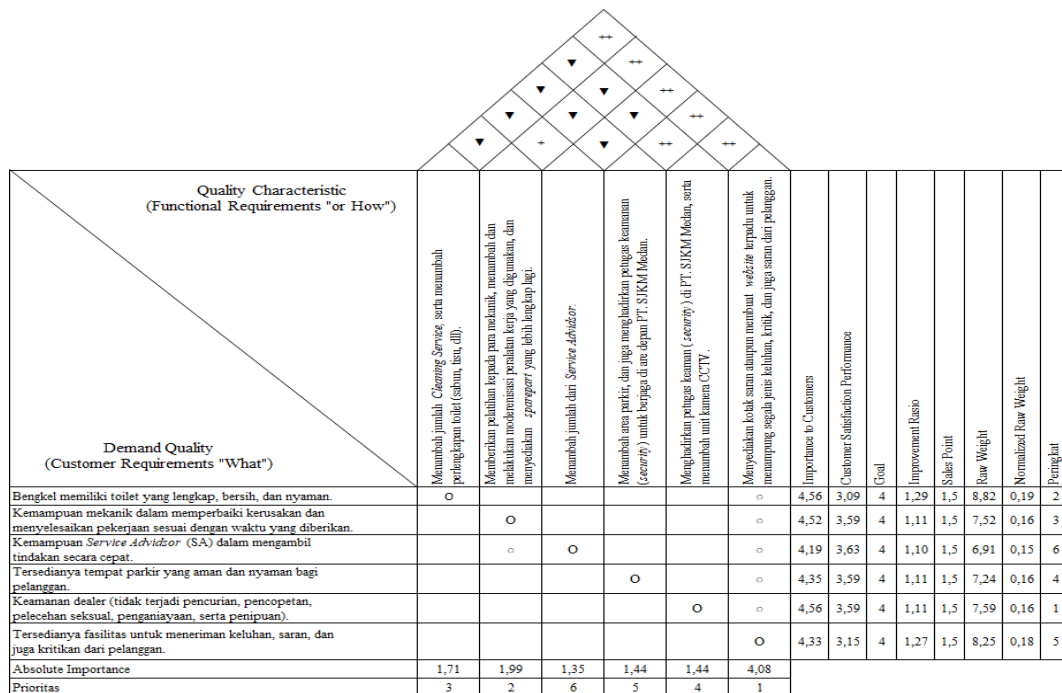 ++
++
++
▼
▼
++
▼
▼
▼
++
▼
+
▼
++
++
Quality Characteristic
(Functional Requirements "or How")
Demand Quality
(Customer Requirements "What")
Menambah jumlah Cleaning Service, serta menambah
perlengkapan toilet (sabun, tisu, dll).
Memberikan pelatihan kepada para mekanik, menambah dan
melakukan moderenisasi peralatan kerja yang digunakan, dan
menyediakan sparepart yang lebih lengkap lagi.
Menambah jumlah dari Service Advidsor.
Menambah area parkir, dan juga menghadirkan petugas keamanan
(security) untuk berjaga di are depan PT. SJKM Medan.
Menghadirkan petugas keaman (security) di PT. SJKM Medan, serta
menambah unit kamera CCTV.
Menyediakan kotak saran ataupun membuat website terpadu untuk
menampung segala jenis keluhan, kritik, dan juga saran dari pelanggan.
Importance to Customers
Customer Satisfaction Performance
Goal
Improvement Rasio
Sales Point
Raw Weight
Normalized Raw Weight
Peringkat
Bengkel memiliki toilet yang lengkap, bersih, dan nyaman. O ○ 4,56 3,09 4 1,29 1,5 8,82 0,19 2
Kemampuan mekanik dalam memperbaiki kerusakan dan
menyelesaikan pekerjaan sesuai dengan waktu yang diberikan. O ○ 4,52 3,59 4 1,11 1,5 7,52 0,16 3
Kemampuan Service Advidsor (SA) dalam mengambil
tindakan secara cepat. ○ O ○ 4,19 3,63 4 1,10 1,5 6,91 0,15 6
Tersedianya tempat parkir yang aman dan nyaman bagi
pelanggan. O ○ 4,35 3,59 4 1,11 1,5 7,24 0,16 4
Keamanan dealer (tidak terjadi pencurian, pencopetan,
pelecehan seksual, penganiayaan, serta penipuan). O ○ 4,56 3,59 4 1,11 1,5 7,59 0,16 1
Tersedianya fasilitas untuk meneriman keluhan, saran, dan
juga kritikan dari pelanggan. O 4,33 3,15 4 1,27 1,5 8,25 0,18 5
Absolute Importance 1,71 1,99 1,35 1,44 1,44 4,08
Prioritas 3 2 6 5 4 1